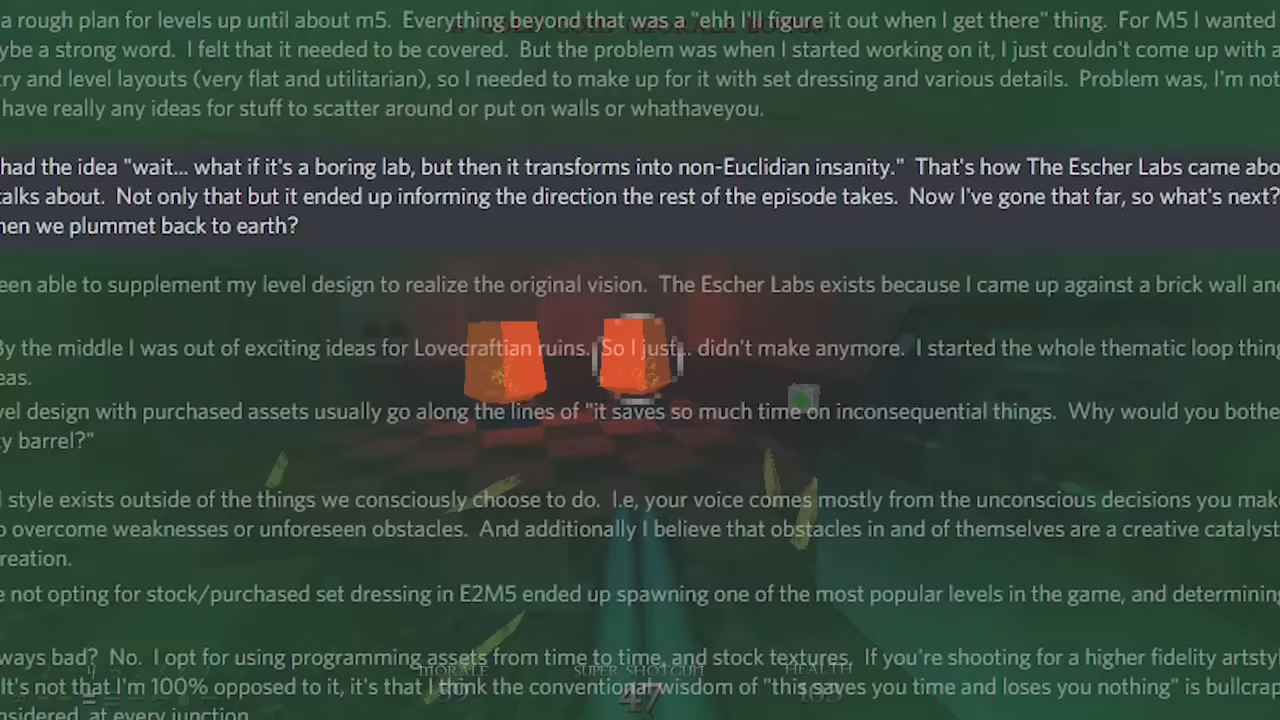 a rough plan for levels up until about m5. Everything beyond that was a "ehh I'll figure it out when I get there" thing. For M5 I wanted
ybe a strong word. I felt that it needed to be covered. But the problem was when I started working on it, I just couldn't come up with a
ry and level layouts (very flat and utilitarian), so I needed to make up for it with set dressing and various details. Problem was, I'm not
have really any ideas for stuff to scatter around or put on walls or whathaveyou.
had the idea "wait... what if it's a boring lab, but then it transforms into non-Euclidian insanity." That's how The Escher Labs came abo
talks about. Not only that but it ended up informing the direction the rest of the episode takes. Now I've gone that far, so what's next?
hen we plummet back to earth?
een able to supplement my level design to realize the original vision. The Escher Labs exists because I came up against a brick wall and
By the middle I was out of exciting ideas for Lovecraftian ruins. So I just... didn't make anymore. I started the whole thematic loop thing
eas.
vel design with purchased assets usually go along the lines of "it saves so much time on inconsequential things. Why would you bothe
ty barrel?"
l style exists outside of the things we consciously choose to do. I.e, your voice comes mostly from the unconscious decisions you mak
o overcome weaknesses or unforeseen obstacles. And additionally I believe that obstacles in and of themselves are a creative catalyst
reation.
e not opting for stock/purchased set dressing in E2M5 ended up spawning one of the most popular levels in the game, and determining
ways bad? No. I opt for using programming assets from time to time, and stock textures. If you're shooting for a higher fidelity artsty
MORALE SUPER SHOTGUN HEALTH
It's not that I'm 100% opposed to it, it's that I think the conventional wisdom of "this saves you time and loses you nothing" is bullcrap
47
nsidered, at every junction.